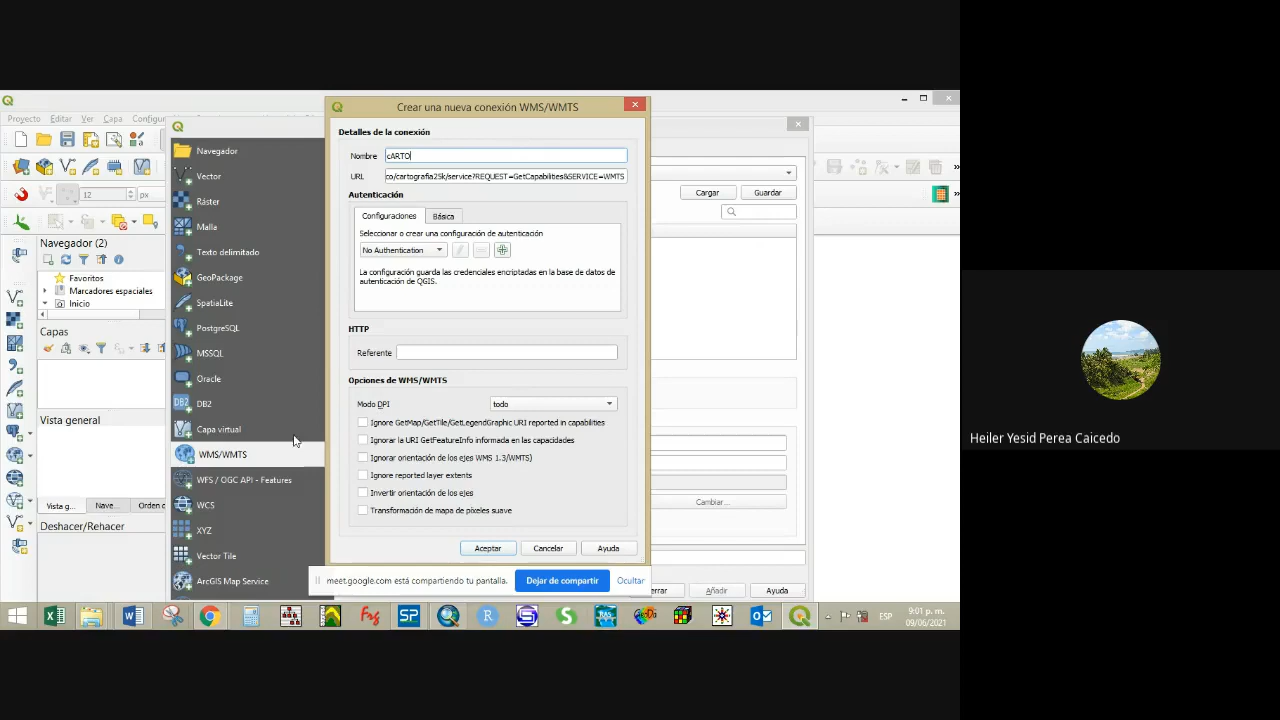 Crear una nueva conexión WMS/WMTS
Proyecto Editar Ver Capa Configur
Detalles de la conexión
Nombre cARTO
URL co/cartografia25k/service?REQUEST=GetCapabilities&SERVICE=WMTS
Autenticación
Configuraciones Básica
Seleccionar o crear una configuración de autenticación
No Authentication
La configuración guarda las credenciales encriptadas en la base de datos de
autenticación de QGIS.
HTTP
Referente
Opciones de WMS/WMTS
Modo DPI todo
Ignore GetMap/GetTile/GetLegendGraphic URI reported in capabilities
Ignorar la URI GetFeatureInfo informada en las capacidades
Ignorar orientación de los ejes WMS 1.3/WMTS)
Ignore reported layer extents
Invertir orientación de los ejes
Transformación de mapa de píxeles suave
Aceptar Cancelar Ayuda
Navegador
Vector
Ráster
Malla
Texto delimitado
GeoPackage
SpatiaLite
PostgreSQL
MSSQL
Oracle
DB2
Capa virtual
WMS/WMTS
WFS / OGC API - Features
WCS
XYZ
Vector Tile
ArcGIS Map Service
12 px
Navegador (2)
Favoritos
Marcadores espaciales
Inicio
Capas
Vista general
Vista g... Nave... Orden c
Deshacer/Rehacer
Cargar Guardar
Cambiar...
errar Añadir Ayuda
meet.google.com está compartiendo tu pantalla. Dejar de compartir Ocultar
ESP
9:01 p. m.
09/06/2021
Heiler Yesid Perea Caicedo